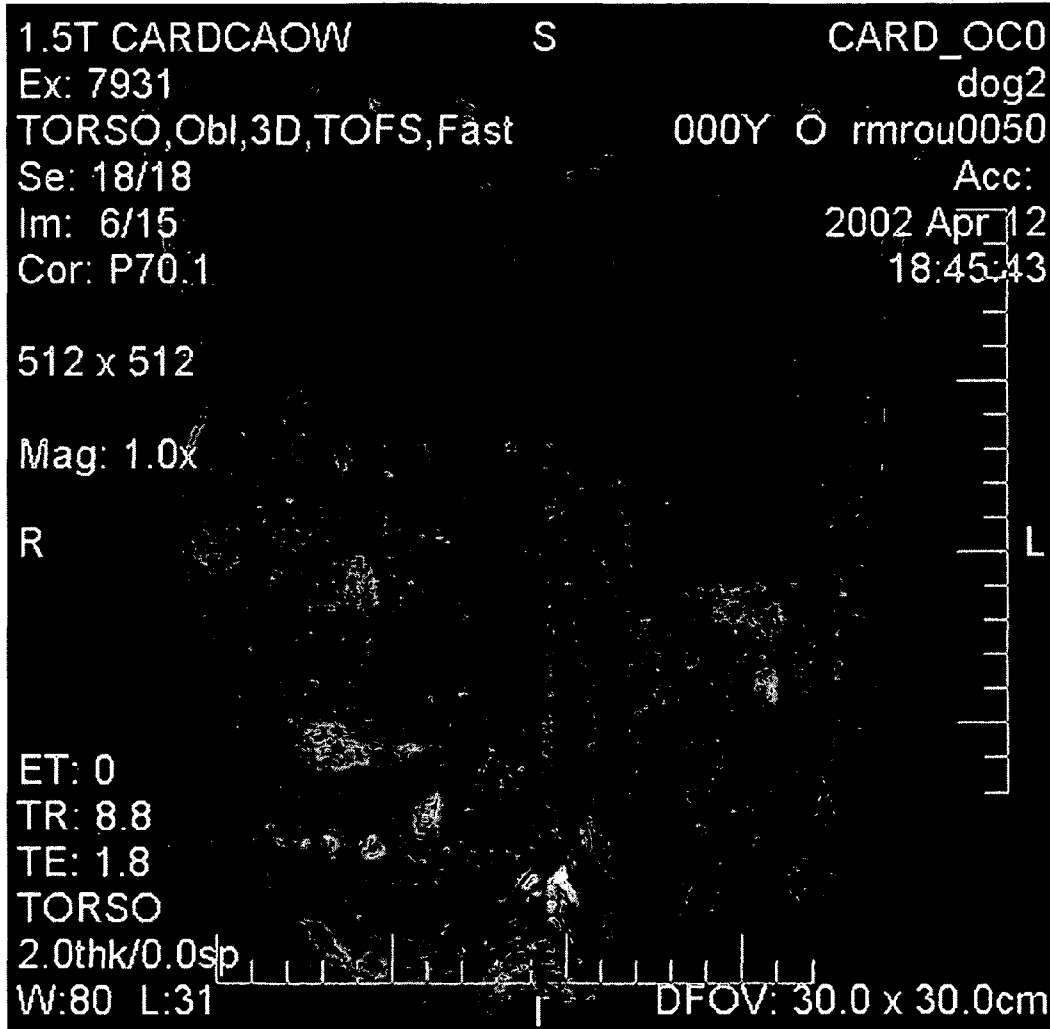 1.5T CARDCAOW S CARD_OC0
Ex: 7931 dog2
TORSO,Obl,3D,TOFS,Fast 000Y O rmrou0050
Se: 18/18 Acc:
Im: 6/15 2002 Apr 12
Cor: P70.1 18:45:43
512 x 512
Mag: 1.0x
R L
ET: 0
TR: 8.8
TE: 1.8
TORSO
2.0thk/0.0sp
W:80 L:31 I DFOV: 30.0 x 30.0cm